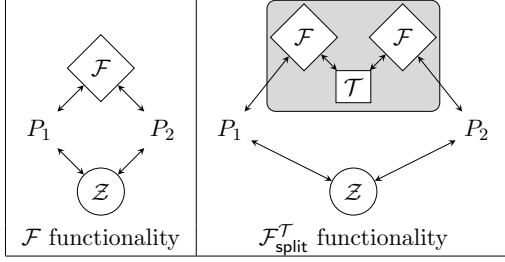 ℱ
P₁ P₂
𝒵
ℱ functionality
ℱ ℱ
𝒯
P₁ P₂
𝒵
ℱ^𝒯_split functionality